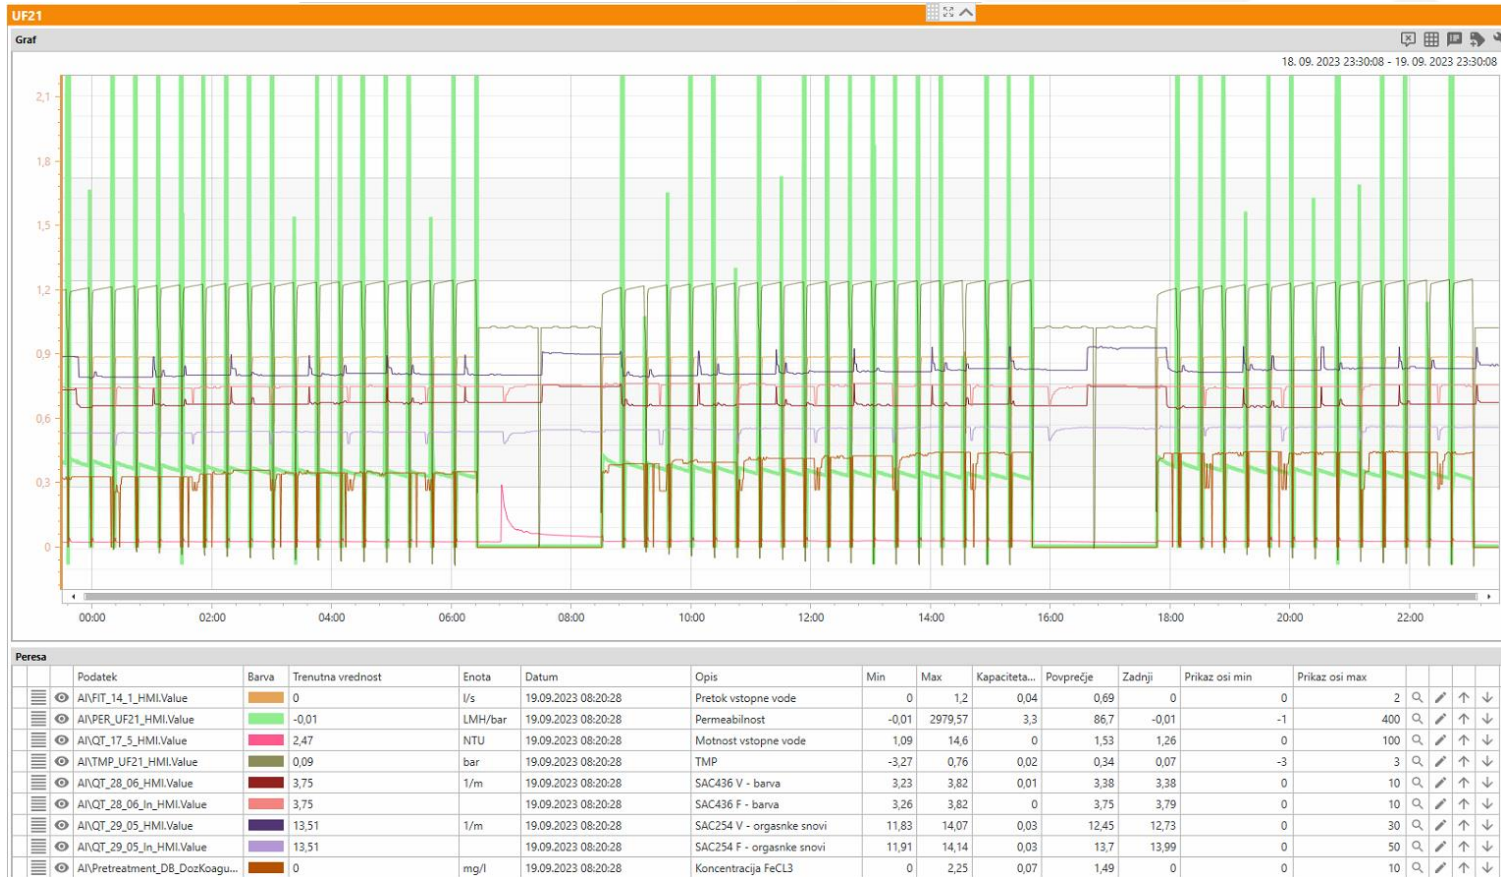 UF21
Graf
18. 09. 2023 23:30:08 - 19. 09. 2023 23:30:08
2,1
1,8
1,5
1,2
0,9
0,6
0,3
0
00:00 02:00 04:00 06:00 08:00 10:00 12:00 14:00 16:00 18:00 20:00 22:00
Peresa
Podatek Barva Trenutna vrednost Enota Datum Opis Min Max Kapaciteta... Povprečje Zadnji Prikaz osi min Prikaz osi max
AI\FIT_14_1_HMI.Value 0 l/s 19.09.2023 08:20:28 Pretok vstopne vode 0 1,2 0,04 0,69 0 0 2
AI\PER_UF21_HMI.Value -0,01 LMH/bar 19.09.2023 08:20:28 Permeabilnost -0,01 2979,57 3,3 86,7 -0,01 -1 400
AI\QT_17_5_HMI.Value 2,47 NTU 19.09.2023 08:20:28 Motnost vstopne vode 1,09 14,6 0 1,53 1,26 0 100
AI\TMP_UF21_HMI.Value 0,09 bar 19.09.2023 08:20:28 TMP -3,27 0,76 0,02 0,34 0,07 -3 3
AI\QT_28_06_HMI.Value 3,75 1/m 19.09.2023 08:20:28 SAC436 V - barva 3,23 3,82 0,01 3,38 3,38 0 10
AI\QT_28_06_In_HMI.Value 3,75 19.09.2023 08:20:28 SAC436 F - barva 3,26 3,82 0 3,75 3,79 0 10
AI\QT_29_05_HMI.Value 13,51 1/m 19.09.2023 08:20:28 SAC254 V - orgasnke snovi 11,83 14,07 0,03 12,45 12,73 0 30
AI\QT_29_05_In_HMI.Value 13,51 19.09.2023 08:20:28 SAC254 F - orgasnke snovi 11,91 14,14 0,03 13,7 13,99 0 50
AI\Pretreatment_DB_DozKoagu... 0 mg/l 19.09.2023 08:20:28 Koncentracija FeCL3 0 2,25 0,07 1,49 0 0 10